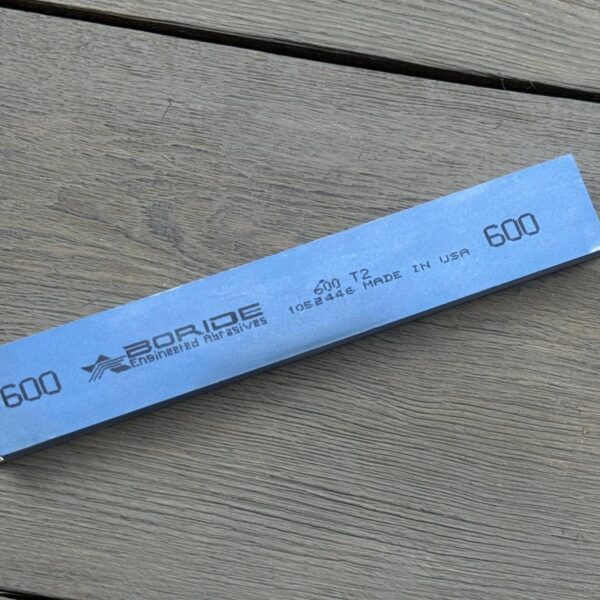 600
BORIDE
Engineered Abrasives
600 T2
1052446 MADE IN USA
600